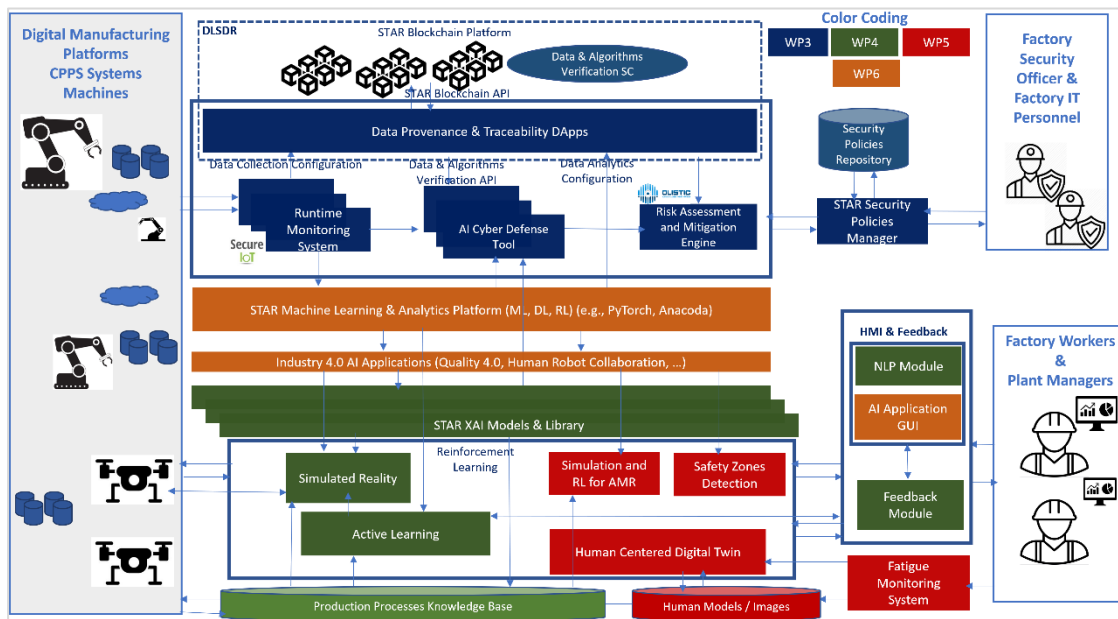 Digital Manufacturing
Platforms
CPPS Systems
Machines
DLSDR
STAR Blockchain Platform
Data & Algorithms
Verification SC
STAR Blockchain API
Data Provenance & Traceability DApps
Color Coding
WP3
WP4
WP5
WP6
Factory
Security
Officer &
Factory IT
Personnel
Security
Policies
Repository
Data Collection Configuration
Data & Algorithms
Verification API
Data Analytics
Configuration
Runtime
Monitoring
System
Secure
IoT
AI Cyber Defense
Tool
Risk Assessment
and Mitigation
Engine
STAR Security
Policies
Manager
STAR Machine Learning & Analytics Platform (ML, DL, RL) (e.g., PyTorch, Anacoda)
Industry 4.0 AI Applications (Quality 4.0, Human Robot Collaboration, ...)
STAR XAI Models & Library
Reinforcement
Learning
Simulated Reality
Active Learning
Simulation and
RL for AMR
Safety Zones
Detection
Human Centered Digital Twin
HMI & Feedback
NLP Module
AI Application
GUI
Feedback
Module
Factory Workers
&
Plant Managers
Fatigue
Monitoring
System
Production Processes Knowledge Base
Human Models / Images